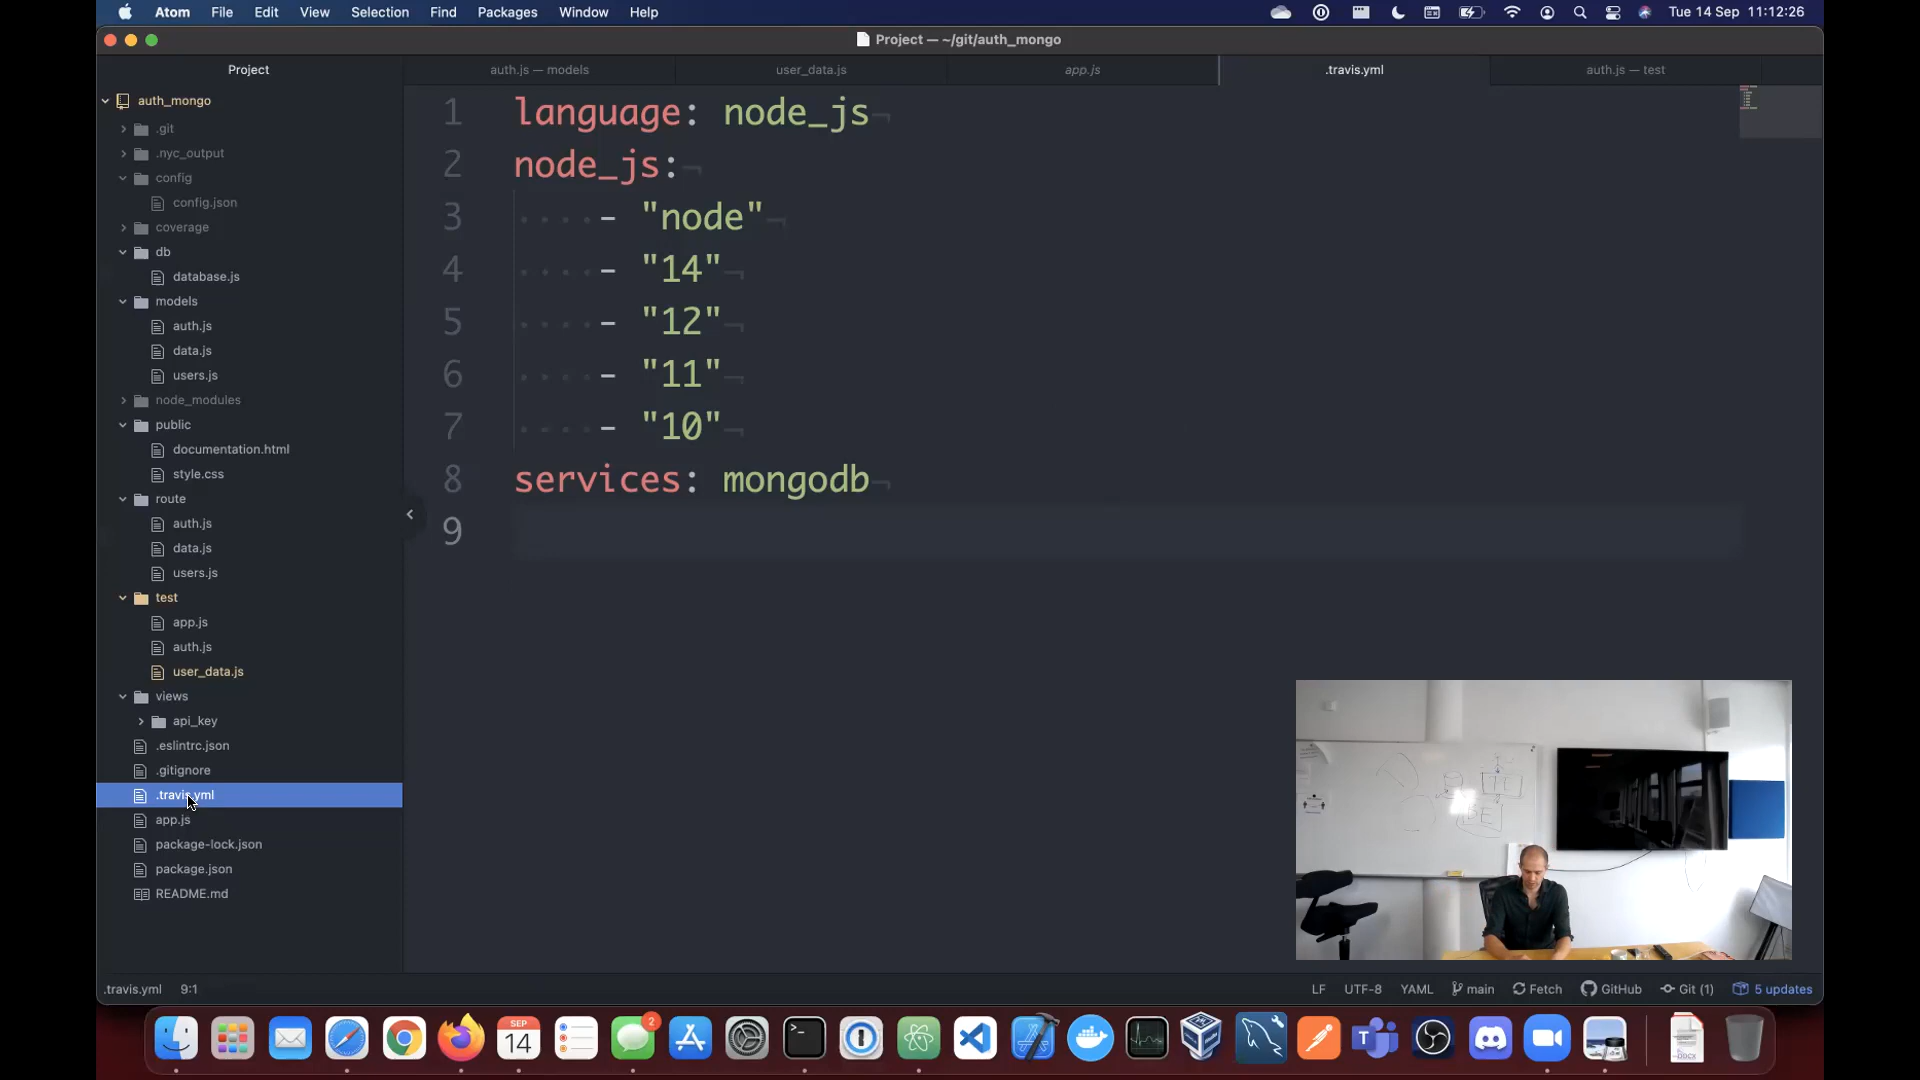 Atom File Edit View Selection Find Packages Window Help Tue 14 Sep 11:12:26
Project — ~/git/auth_mongo
Project
auth.js — models
user_data.js
app.js
.travis.yml
auth.js — test
auth_mongo
.git
.nyc_output
config
config.json
coverage
db
database.js
models
auth.js
data.js
users.js
node_modules
public
documentation.html
style.css
route
auth.js
data.js
users.js
test
app.js
auth.js
user_data.js
views
api_key
.eslintrc.json
.gitignore
.travis.yml
app.js
package-lock.json
package.json
README.md
1 language: node_js
2 node_js:
3 - "node"
4 - "14"
5 - "12"
6 - "11"
7 - "10"
8 services: mongodb
9
.travis.yml 9:1
LF UTF-8 YAML main Fetch GitHub Git (1) 5 updates
SEP
14
2
DOCX